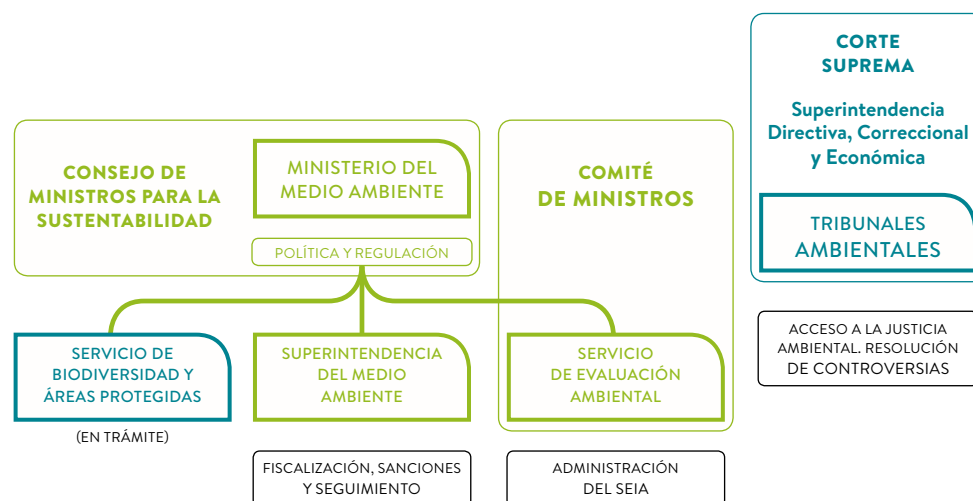 CONSEJO DE
MINISTROS PARA LA
SUSTENTABILIDAD
MINISTERIO DEL
MEDIO AMBIENTE
POLÍTICA Y REGULACIÓN
COMITÉ
DE MINISTROS
CORTE
SUPREMA
Superintendencia
Directiva, Correccional
y Económica
TRIBUNALES
AMBIENTALES
ACCESO A LA JUSTICIA
AMBIENTAL. RESOLUCIÓN
DE CONTROVERSIAS
SERVICIO DE
BIODIVERSIDAD Y
ÁREAS PROTEGIDAS
(EN TRÁMITE)
SUPERINTENDENCIA
DEL MEDIO
AMBIENTE
FISCALIZACIÓN, SANCIONES
Y SEGUIMIENTO
SERVICIO
DE EVALUACIÓN
AMBIENTAL
ADMINISTRACIÓN
DEL SEIA